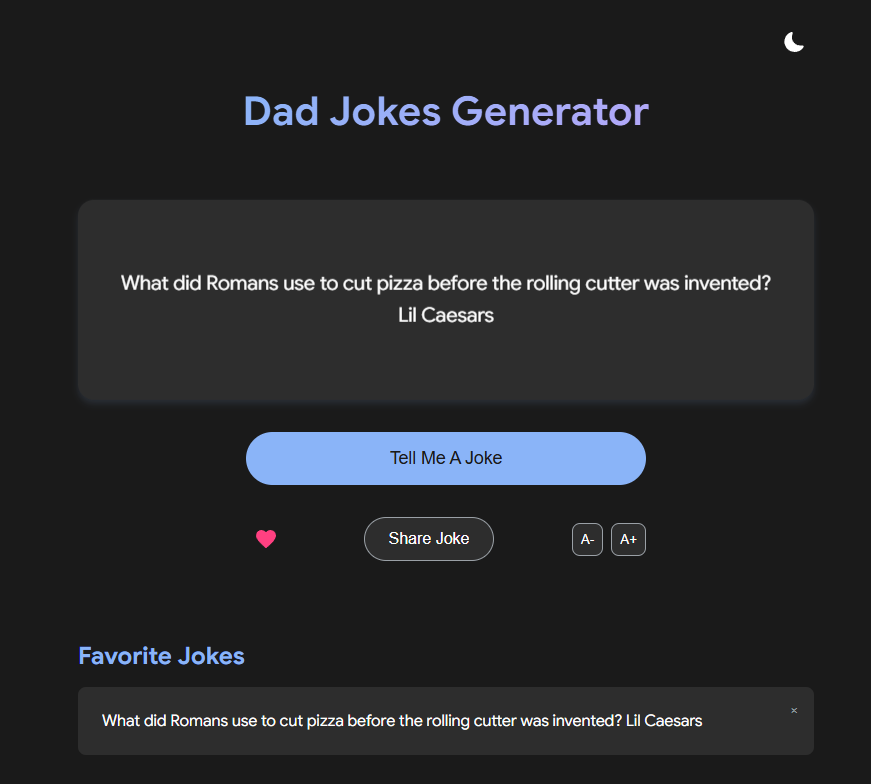 Dad Jokes Generator
What did Romans use to cut pizza before the rolling cutter was invented?
Lil Caesars
Tell Me A Joke
Share Joke
A-
A+
Favorite Jokes
What did Romans use to cut pizza before the rolling cutter was invented? Lil Caesars
×